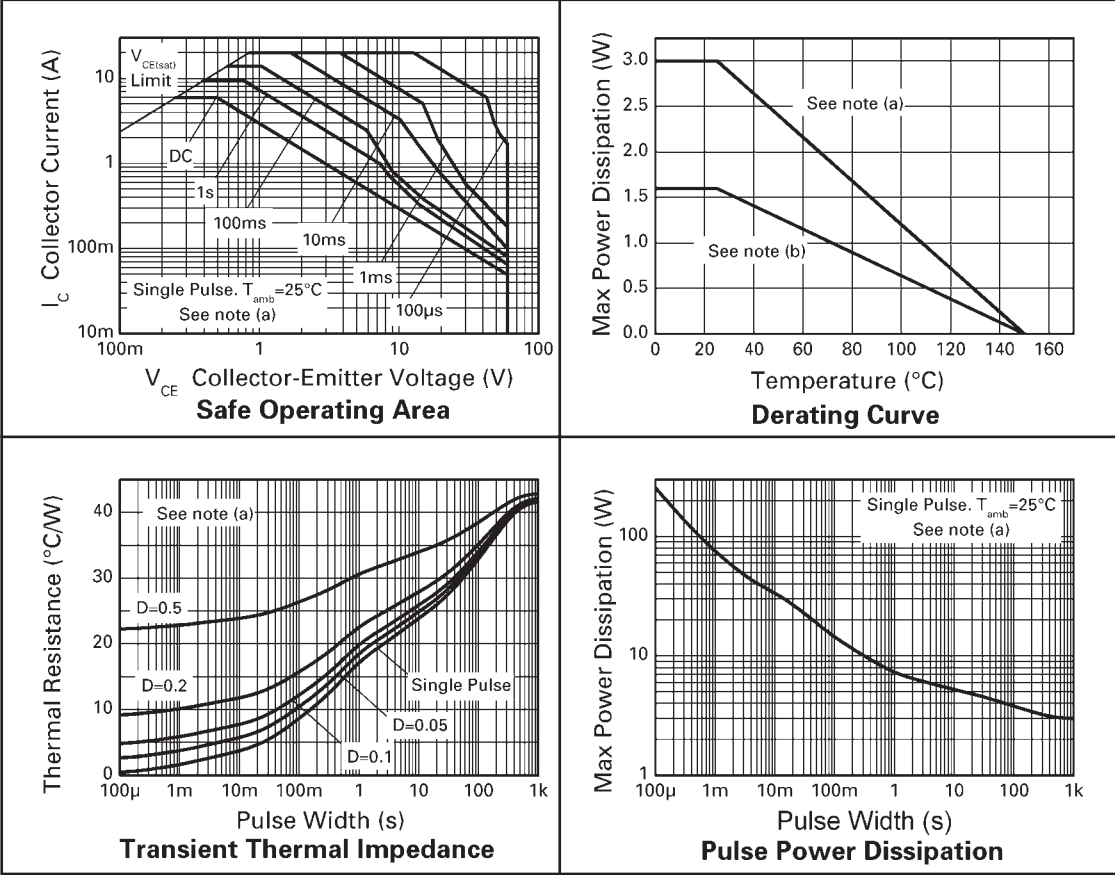 I_C Collector Current (A)
10
1
100m
10m
V_CE(sat)
Limit
DC
1s
100ms
10ms
1ms
100µs
Single Pulse. T_amb=25°C
See note (a)
100m 1 10 100
V_CE Collector-Emitter Voltage (V)
Safe Operating Area
Max Power Dissipation (W)
3.0
2.5
2.0
1.5
1.0
0.5
0.0
See note (a)
See note (b)
0 20 40 60 80 100 120 140 160
Temperature (°C)
Derating Curve
Thermal Resistance (°C/W)
40
30
20
10
0
See note (a)
D=0.5
D=0.2
Single Pulse
D=0.05
D=0.1
100µ 1m 10m 100m 1 10 100 1k
Pulse Width (s)
Transient Thermal Impedance
Max Power Dissipation (W)
100
10
1
Single Pulse. T_amb=25°C
See note (a)
100µ 1m 10m 100m 1 10 100 1k
Pulse Width (s)
Pulse Power Dissipation